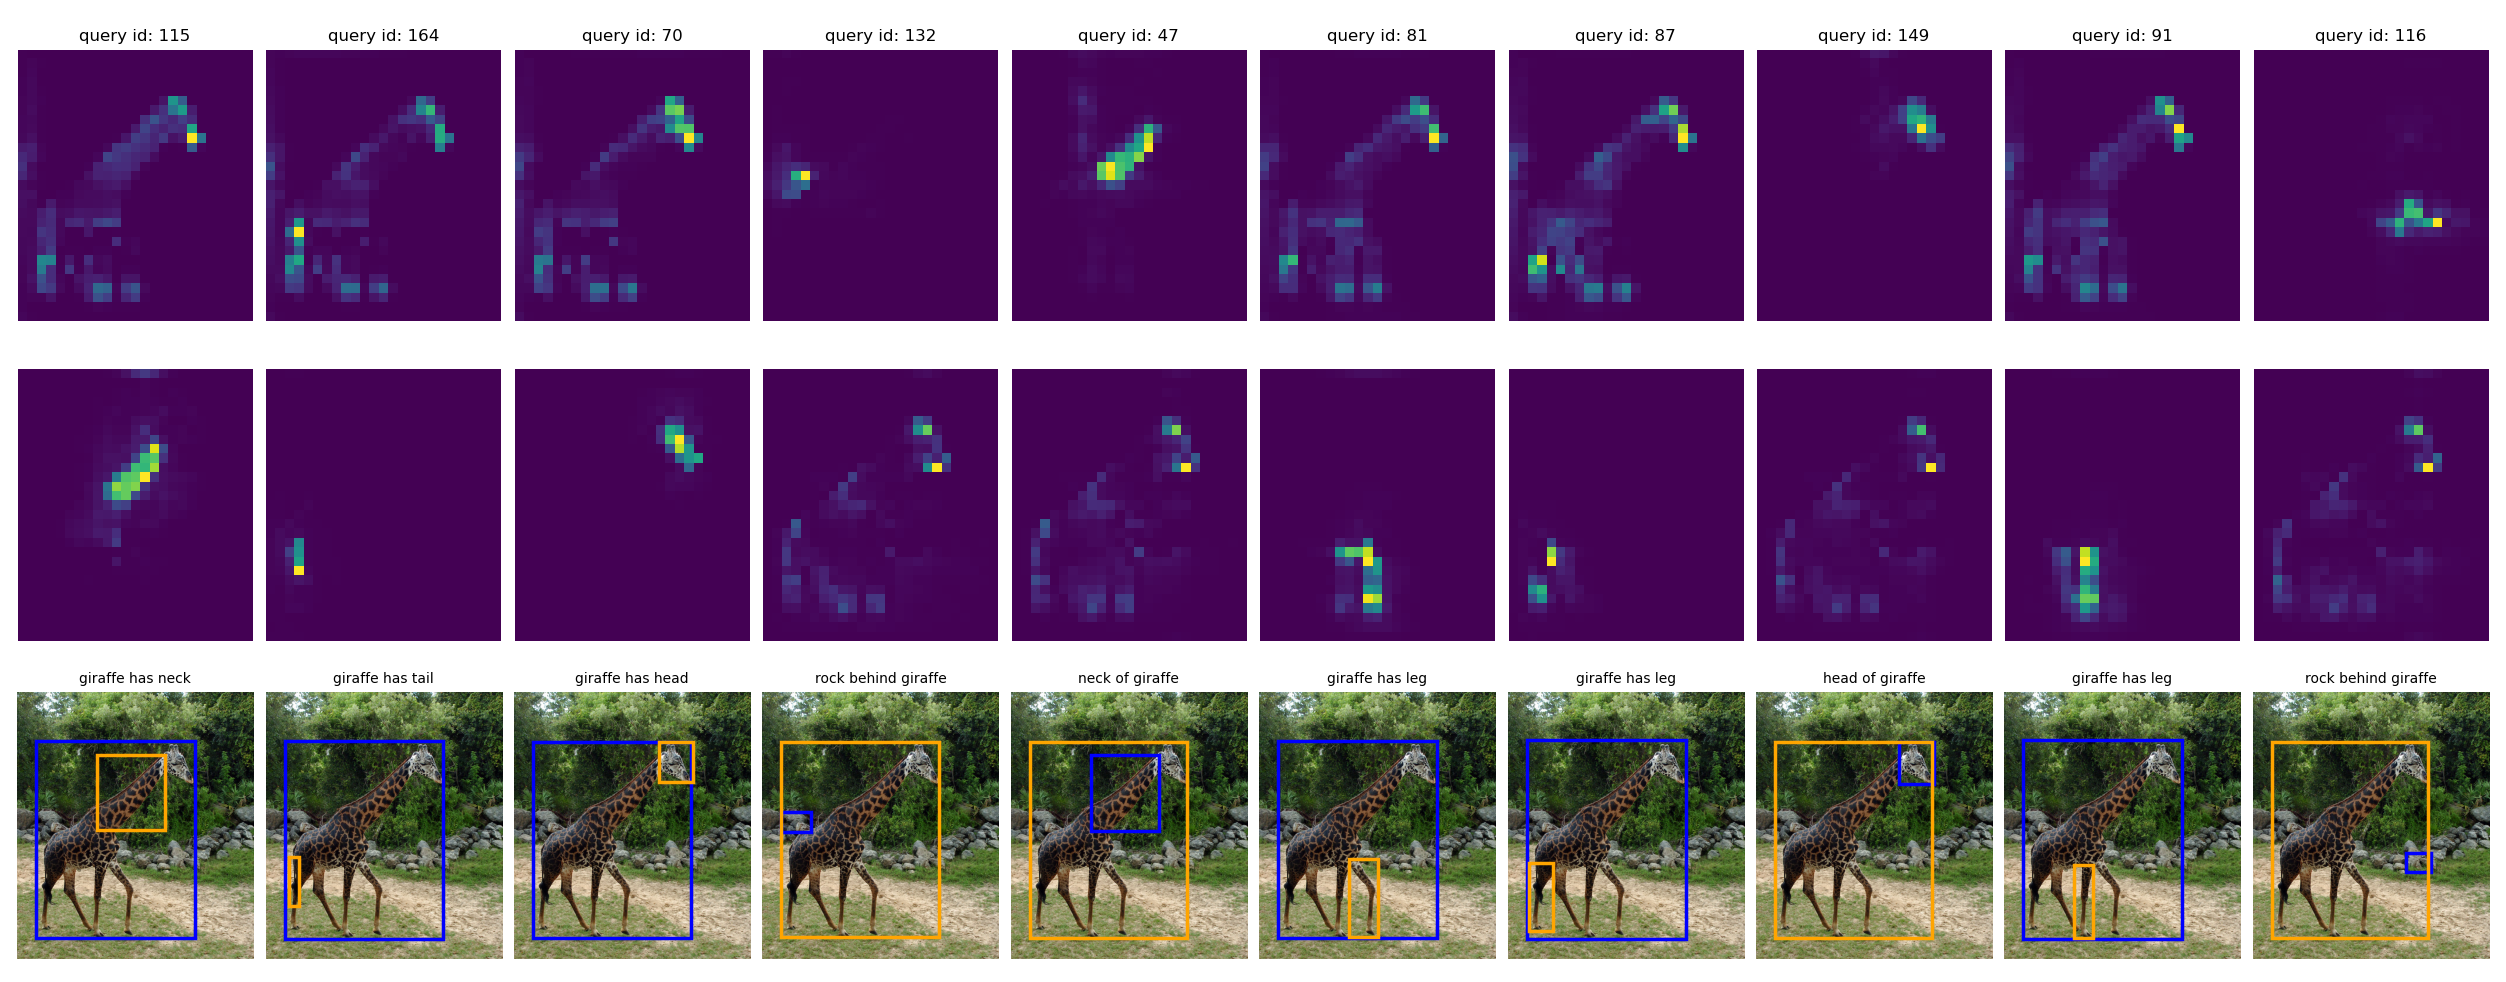 query id: 115
query id: 164
query id: 70
query id: 132
query id: 47
query id: 81
query id: 87
query id: 149
query id: 91
query id: 116
giraffe has neck
giraffe has tail
giraffe has head
rock behind giraffe
neck of giraffe
giraffe has leg
giraffe has leg
head of giraffe
giraffe has leg
rock behind giraffe